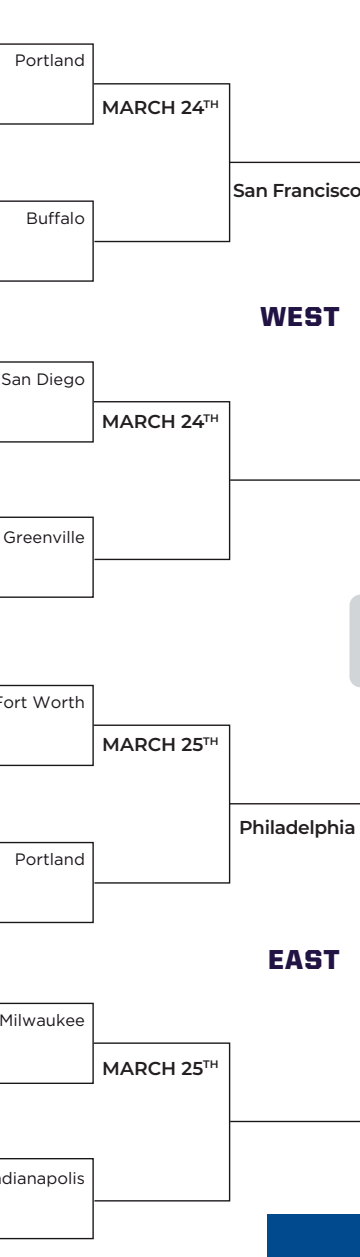 Portland
MARCH 24TH
San Francisco
Buffalo
WEST
San Diego
MARCH 24TH
Greenville
Fort Worth
MARCH 25TH
Philadelphia
Portland
EAST
Milwaukee
MARCH 25TH
ndianapolis